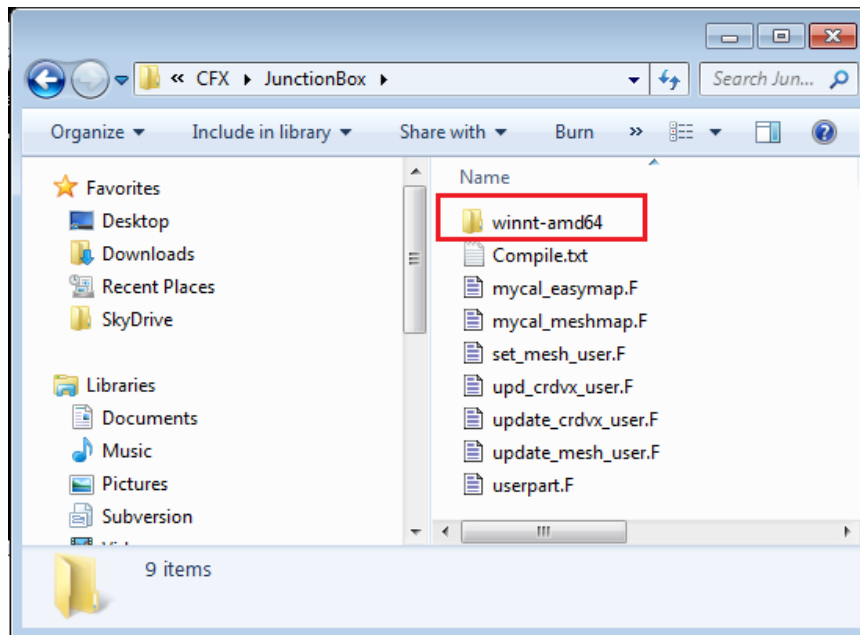 « CFX JunctionBox
Search Jun...
Organize Include in library Share with Burn »
Favorites
Desktop
Downloads
Recent Places
SkyDrive
Libraries
Documents
Music
Pictures
Subversion
Name
winnt-amd64
Compile.txt
mycal_easymap.F
mycal_meshmap.F
set_mesh_user.F
upd_crdvx_user.F
update_crdvx_user.F
update_mesh_user.F
userpart.F
9 items